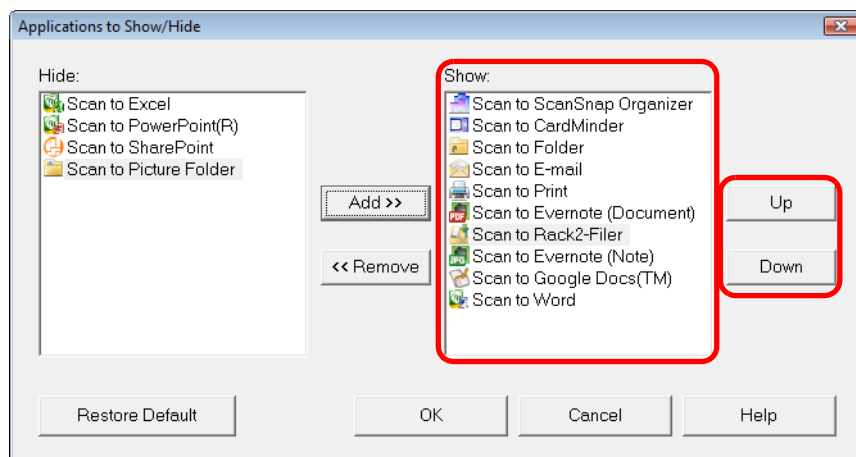 Applications to Show/Hide
Hide:
Scan to Excel
Scan to PowerPoint(R)
Scan to SharePoint
Scan to Picture Folder
Add >>
<< Remove
Show:
Scan to ScanSnap Organizer
Scan to CardMinder
Scan to Folder
Scan to E-mail
Scan to Print
PDF Scan to Evernote (Document)
Scan to Rack2-Filer
JPG Scan to Evernote (Note)
Scan to Google Docs(TM)
Scan to Word
Up
Down
Restore Default
OK
Cancel
Help